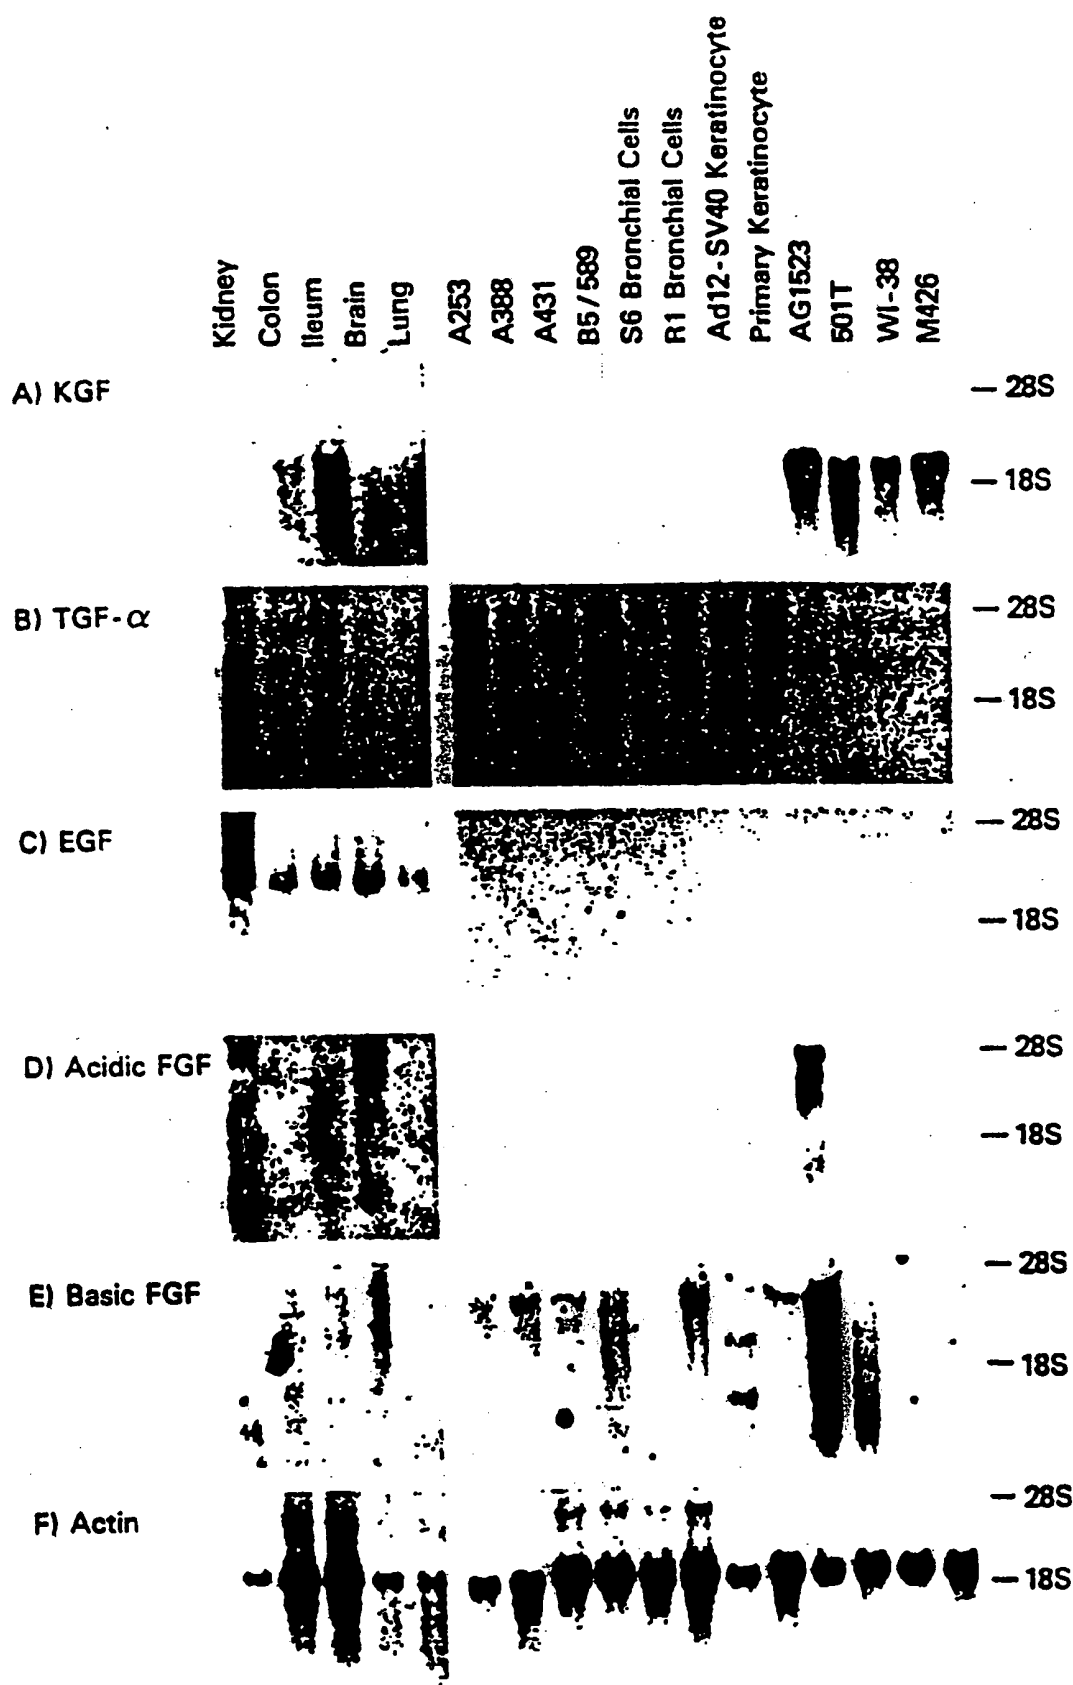 Kidney
Colon
Ileum
Brain
Lung
A253
A388
A431
B5/589
S6 Bronchial Cells
R1 Bronchial Cells
Ad12-SV40 Keratinocyte
Primary Keratinocyte
AG1523
501T
WI-38
M426
A) KGF
— 28S
— 18S
B) TGF-α
— 28S
— 18S
C) EGF
— 28S
— 18S
D) Acidic FGF
— 28S
— 18S
E) Basic FGF
— 28S
— 18S
F) Actin
— 28S
— 18S